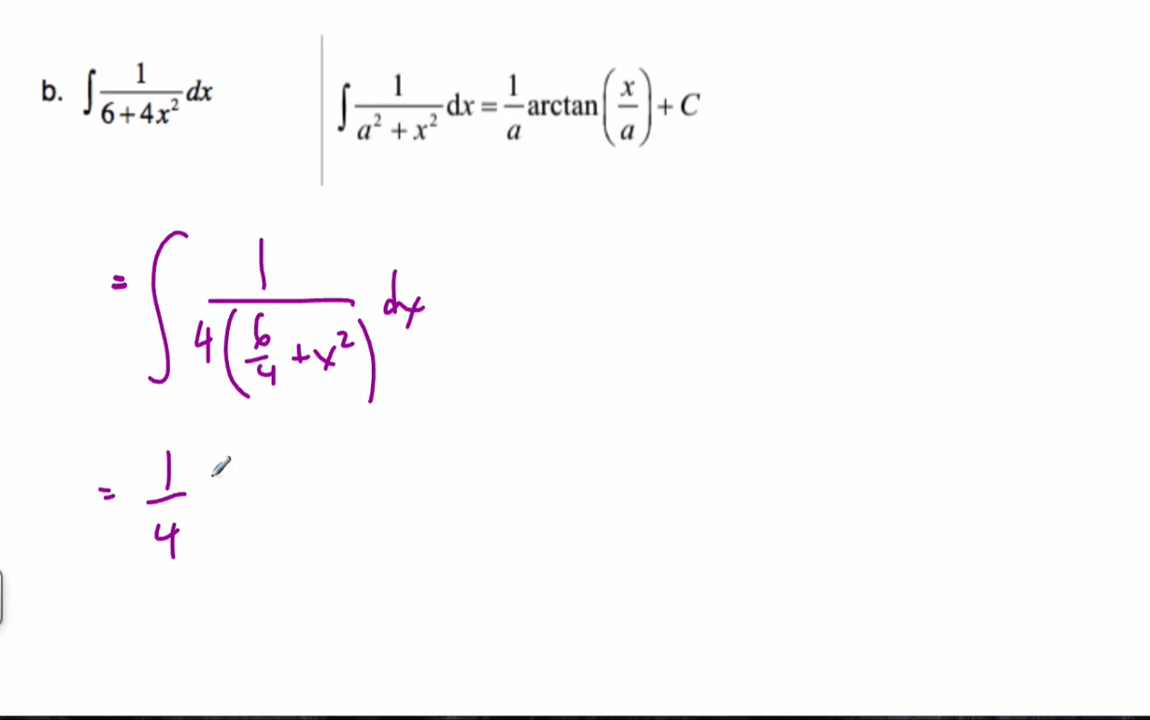 b. ∫ 1/(6+4x²) dx
∫ 1/(a² + x²) dx = 1/a arctan(x/a) + C
= ∫ 1/(4(6/4 + x²)) dx
= 1/4